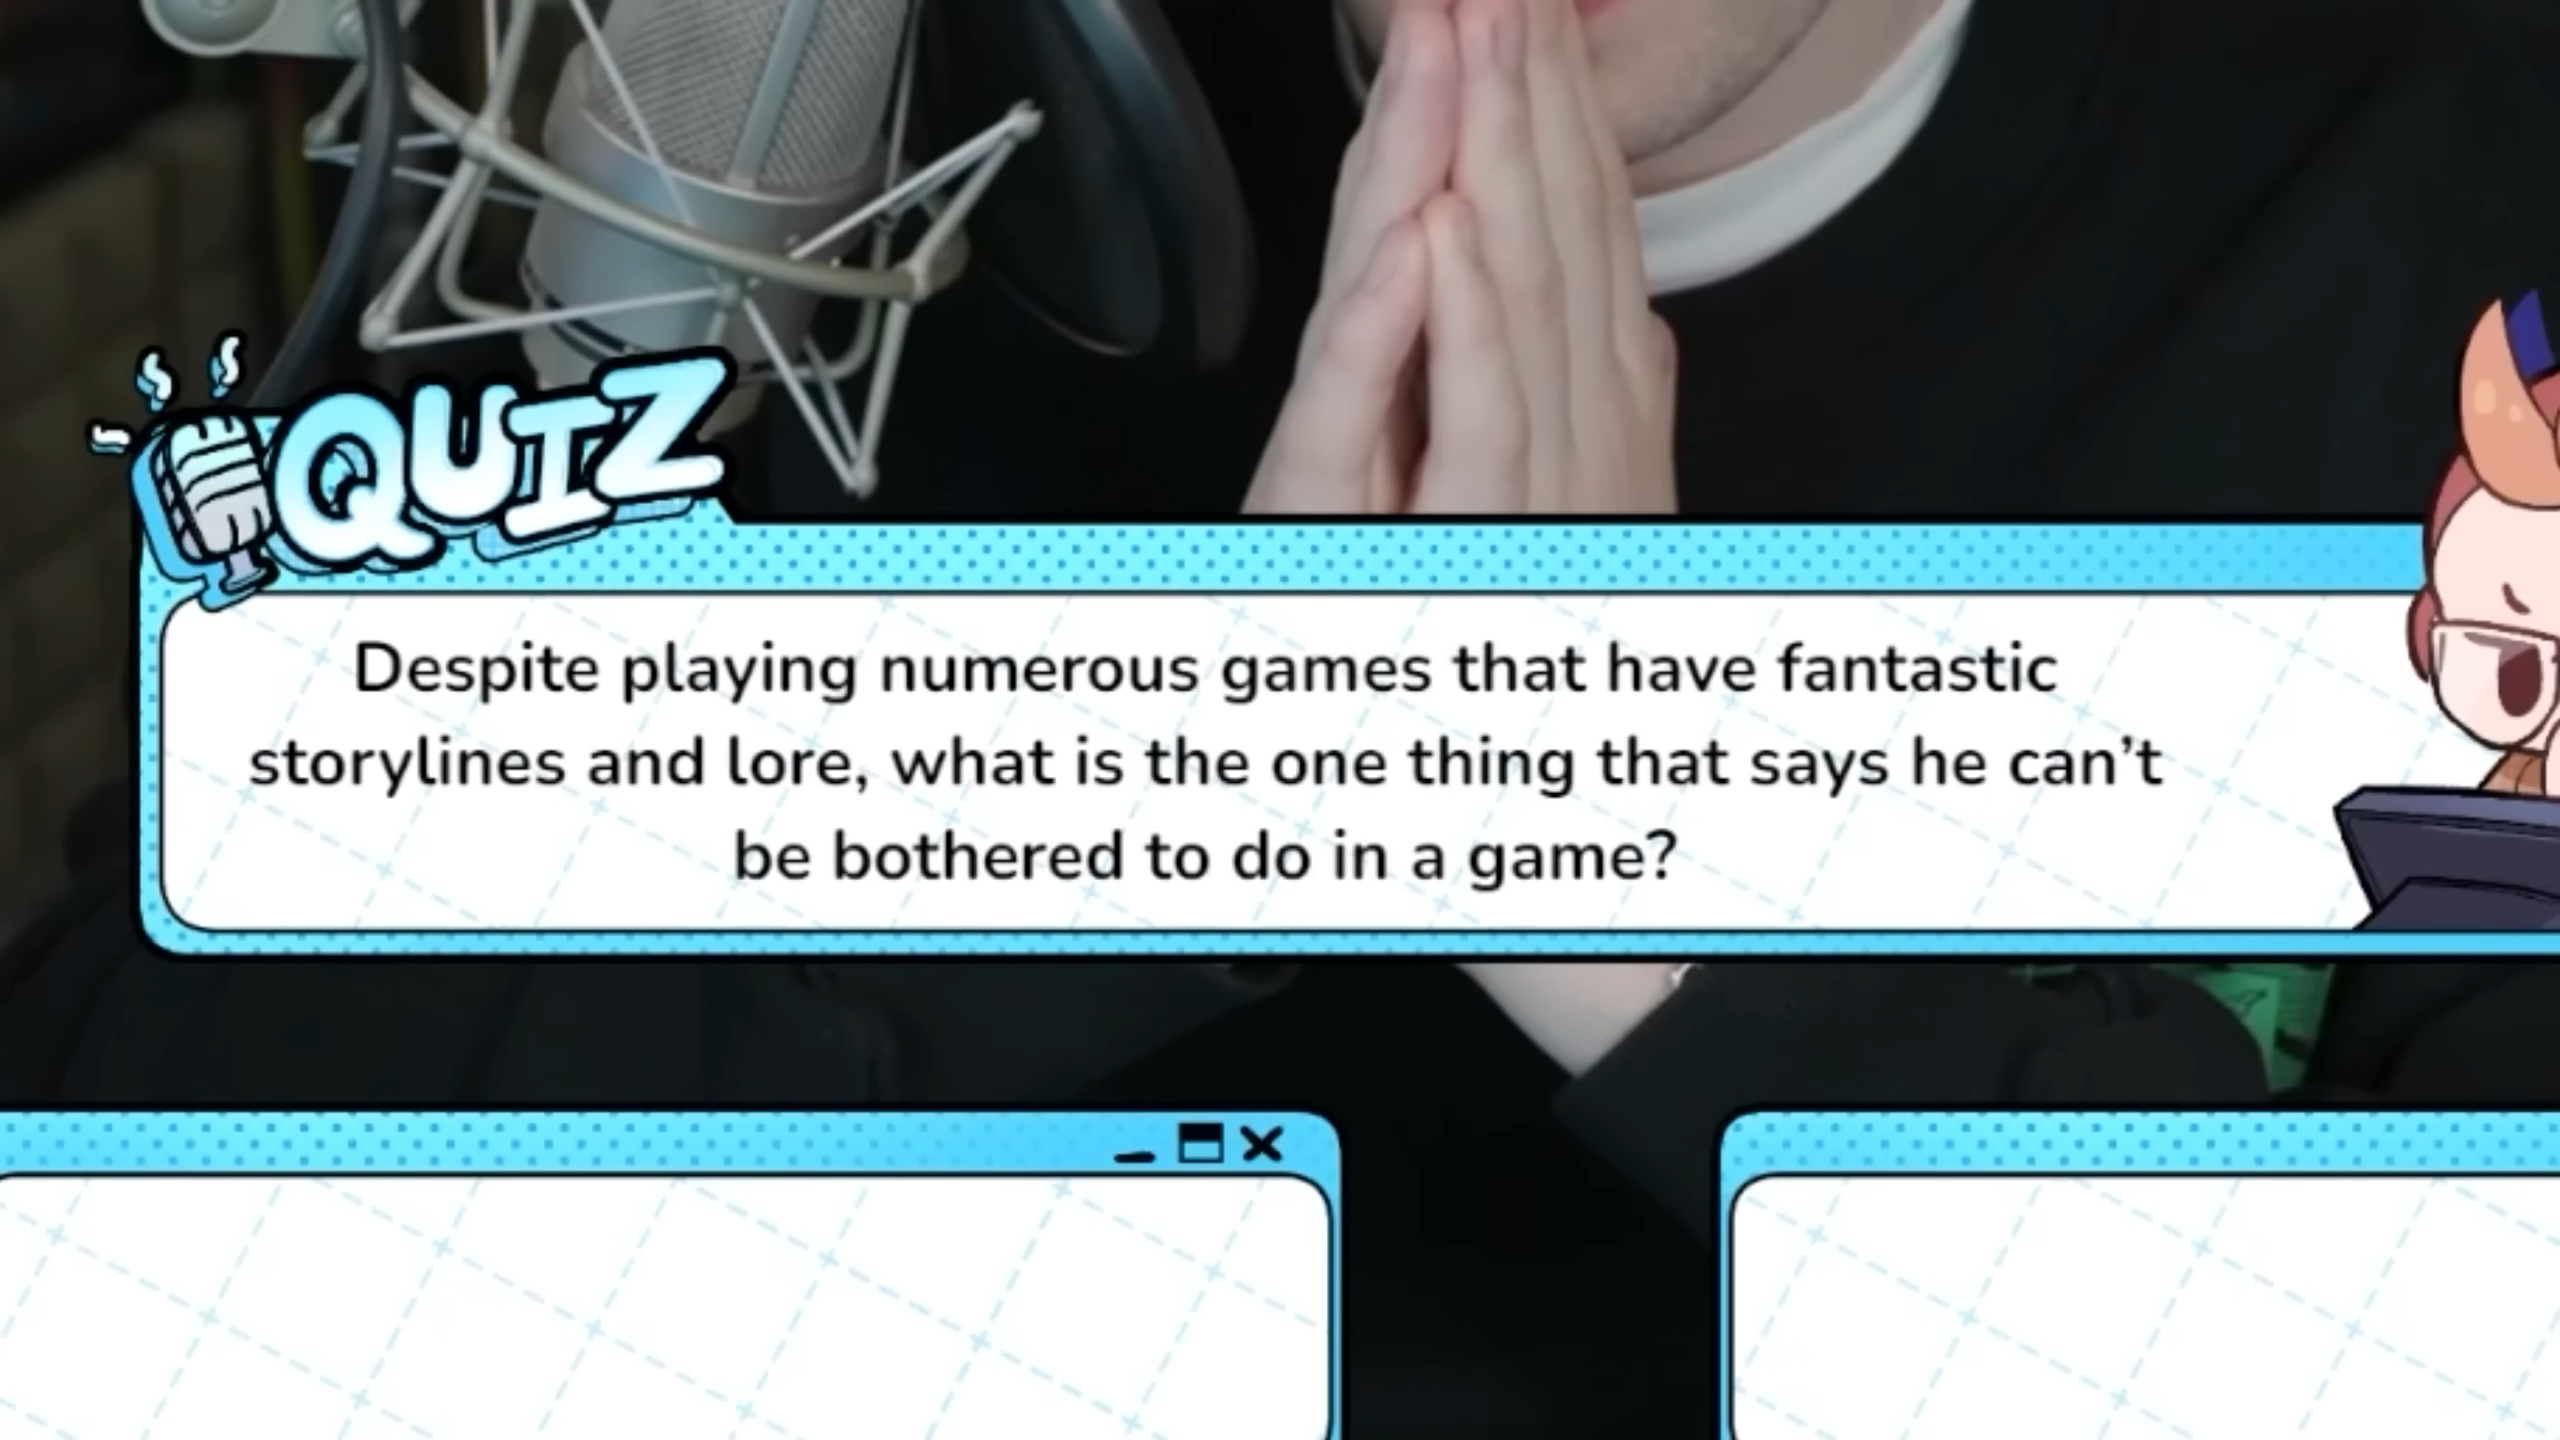 QUIZ
Despite playing numerous games that have fantastic
storylines and lore, what is the one thing that says he can’t
be bothered to do in a game?